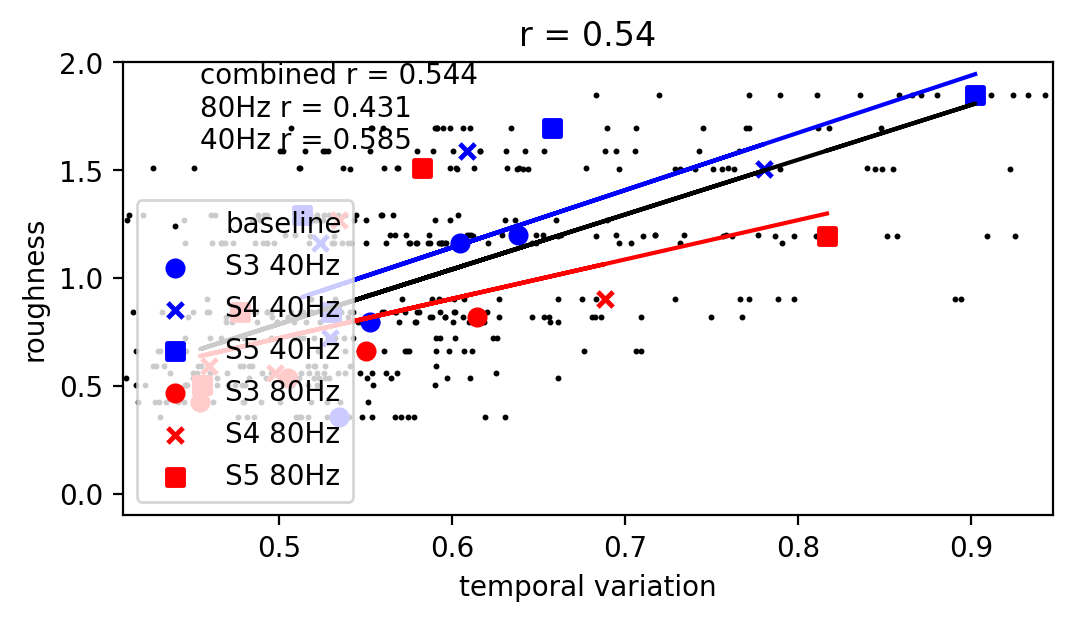 r = 0.54
combined r = 0.544
80Hz r = 0.431
40Hz r = 0.585
2.0
1.5
1.0
0.5
0.0
roughness
baseline
S3 40Hz
S4 40Hz
S5 40Hz
S3 80Hz
S4 80Hz
S5 80Hz
0.5 0.6 0.7 0.8 0.9
temporal variation